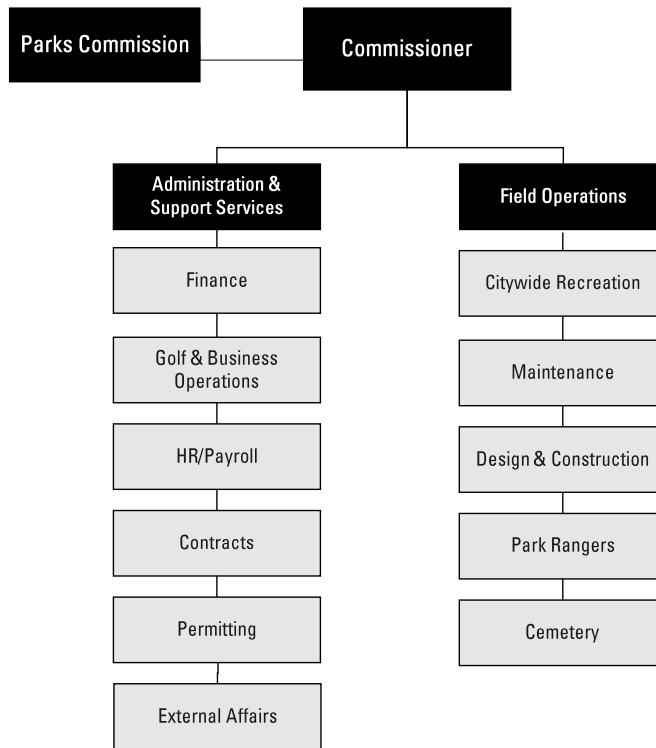 Parks Commission
Commissioner
Administration &
Support Services
Finance
Golf & Business
Operations
HR/Payroll
Contracts
Permitting
External Affairs
Field Operations
Citywide Recreation
Maintenance
Design & Construction
Park Rangers
Cemetery